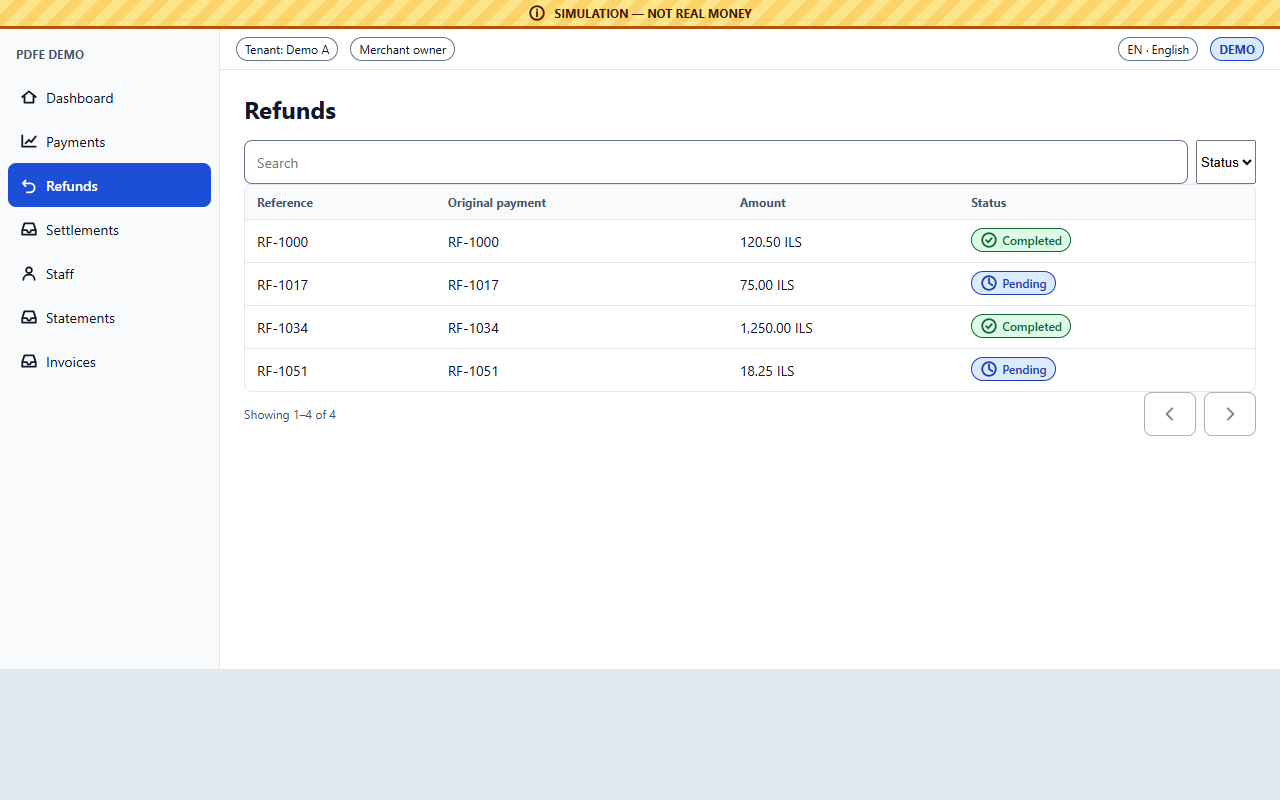 SIMULATION — NOT REAL MONEY
PDFE DEMO
Tenant: Demo A
Merchant owner
EN · English
DEMO
Dashboard
Payments
Refunds
Settlements
Staff
Statements
Invoices
Refunds
Search
Status
Reference Original payment Amount Status
RF-1000 RF-1000 120.50 ILS Completed
RF-1017 RF-1017 75.00 ILS Pending
RF-1034 RF-1034 1,250.00 ILS Completed
RF-1051 RF-1051 18.25 ILS Pending
Showing 1–4 of 4